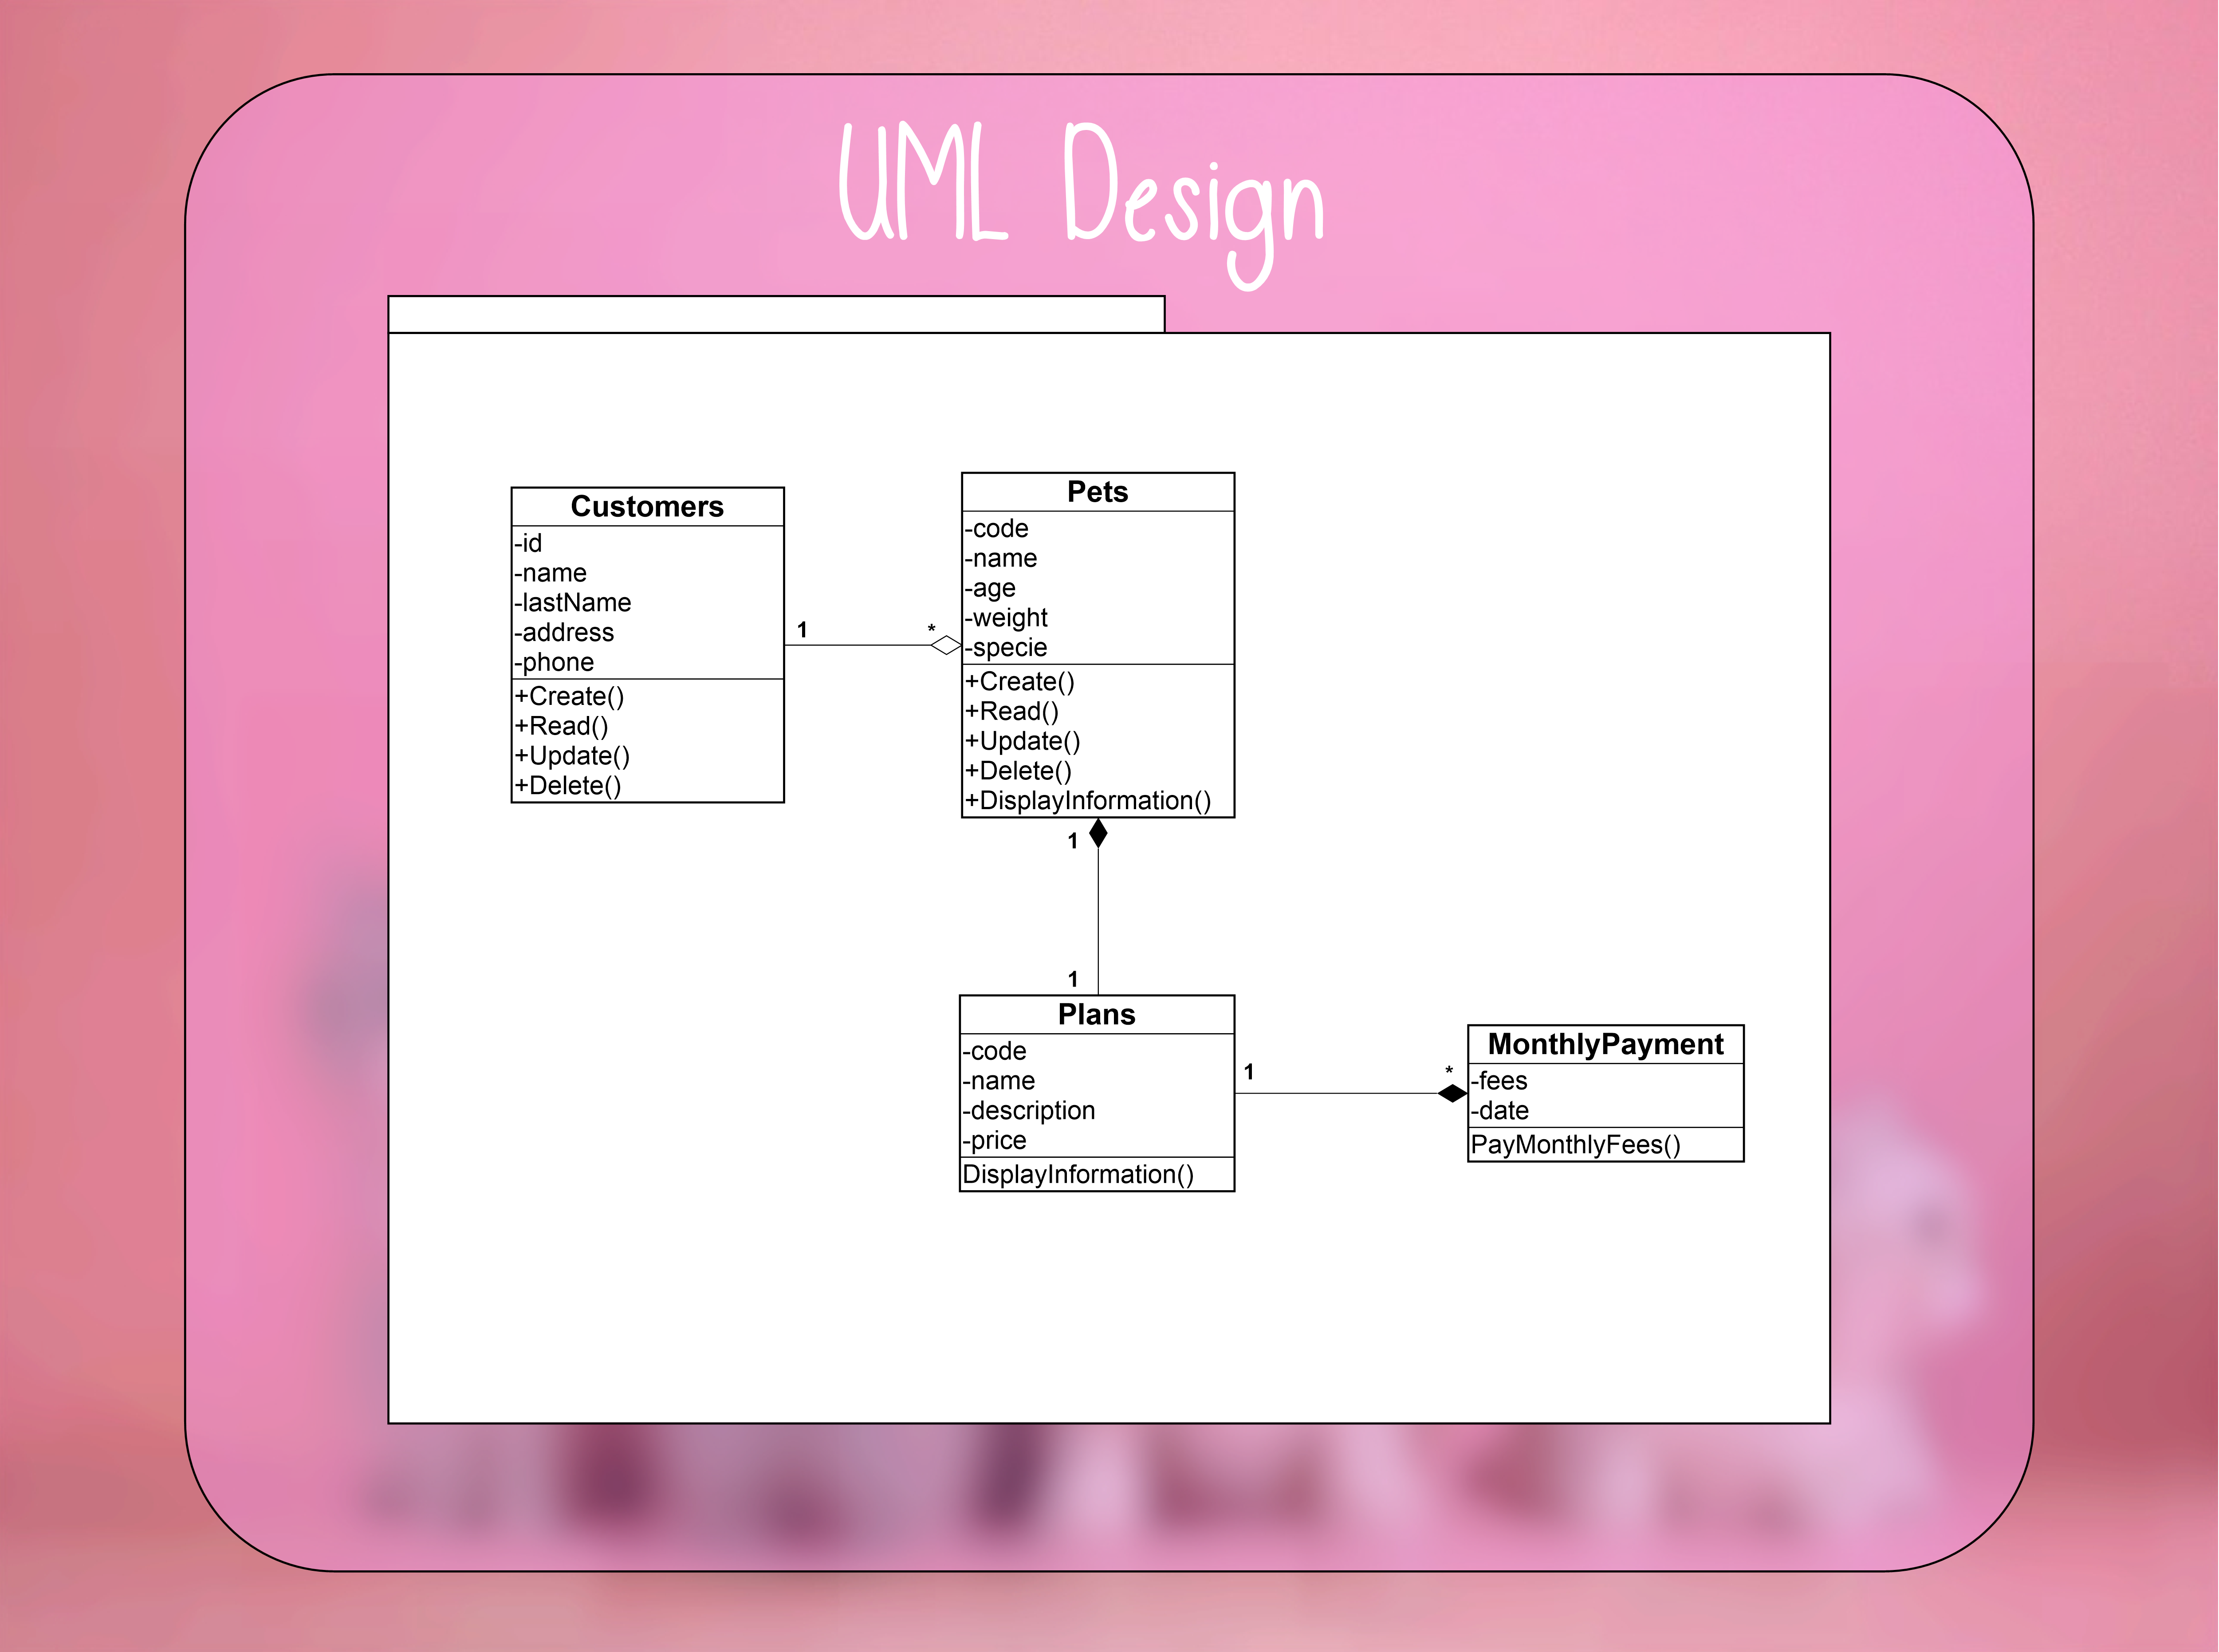 UML Design
Customers
-id
-name
-lastName
-address
-phone
+Create()
+Read()
+Update()
+Delete()
1
*
Pets
-code
-name
-age
-weight
-specie
+Create()
+Read()
+Update()
+Delete()
+DisplayInformation()
1
1
Plans
-code
-name
-description
-price
DisplayInformation()
1
*
MonthlyPayment
-fees
-date
PayMonthlyFees()